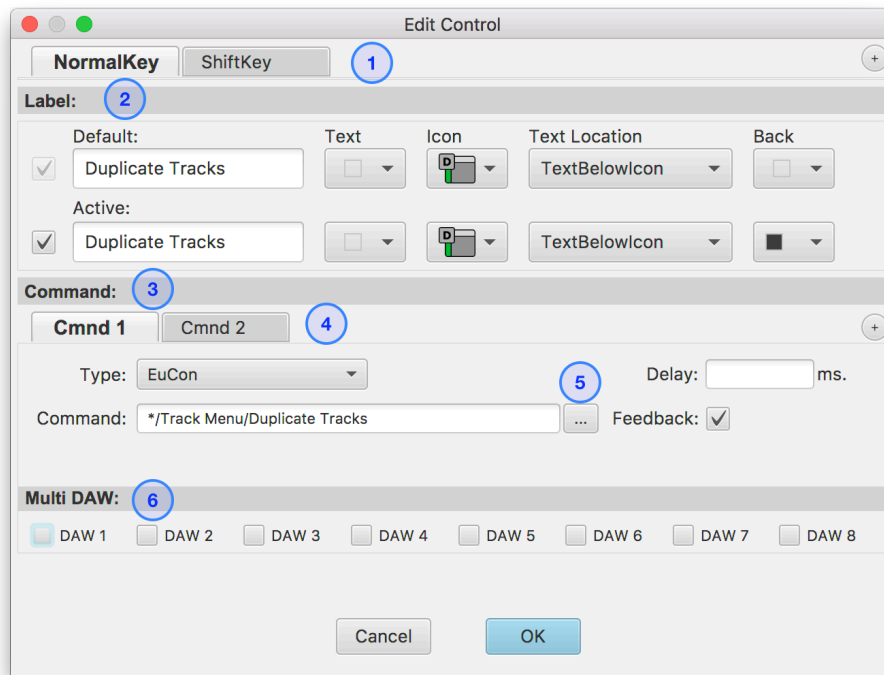 Edit Control
NormalKey ShiftKey 1 +
Label: 2
Default: Text Icon Text Location Back
Duplicate Tracks D TextBelowIcon
Active:
Duplicate Tracks D TextBelowIcon
Command: 3
Cmnd 1 Cmnd 2 4 +
Type: EuCon 5 Delay: ms.
Command: */Track Menu/Duplicate Tracks ... Feedback:
Multi DAW: 6
DAW 1 DAW 2 DAW 3 DAW 4 DAW 5 DAW 6 DAW 7 DAW 8
Cancel OK